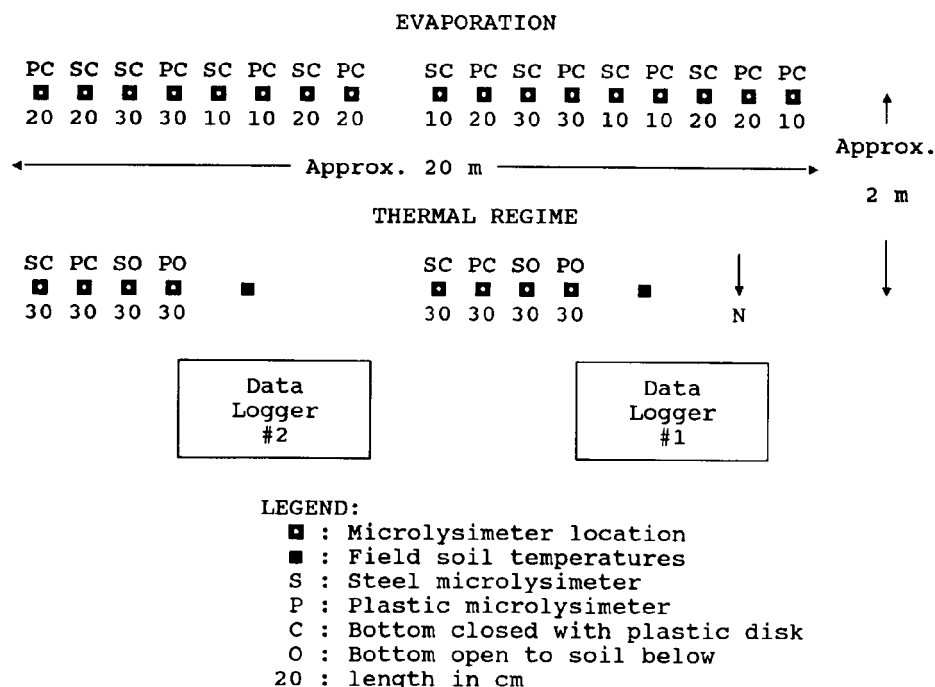 EVAPORATION
PC SC SC PC SC PC SC PC SC PC SC PC SC PC SC PC PC
20 20 30 30 10 10 20 20 10 20 30 30 10 10 20 20 10
Approx. 20 m
Approx.
2 m
THERMAL REGIME
SC PC SO PO SC PC SO PO
30 30 30 30 30 30 30 30 N
Data Data
Logger Logger
#2 #1
LEGEND:
: Microlysimeter location
: Field soil temperatures
S : Steel microlysimeter
P : Plastic microlysimeter
C : Bottom closed with plastic disk
O : Bottom open to soil below
20 : length in cm